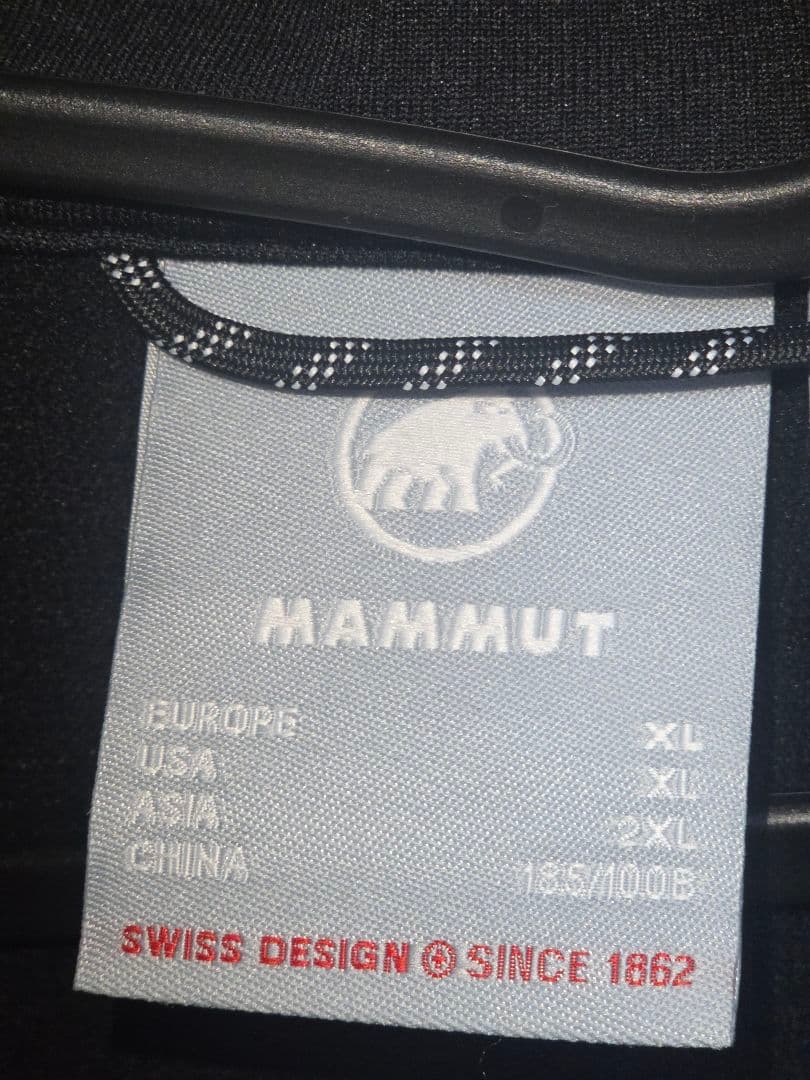 MAMMUT
EUROPE XL
USA XL
ASIA 2XL
CHINA 185/100B
SWISS DESIGN SINCE 1862